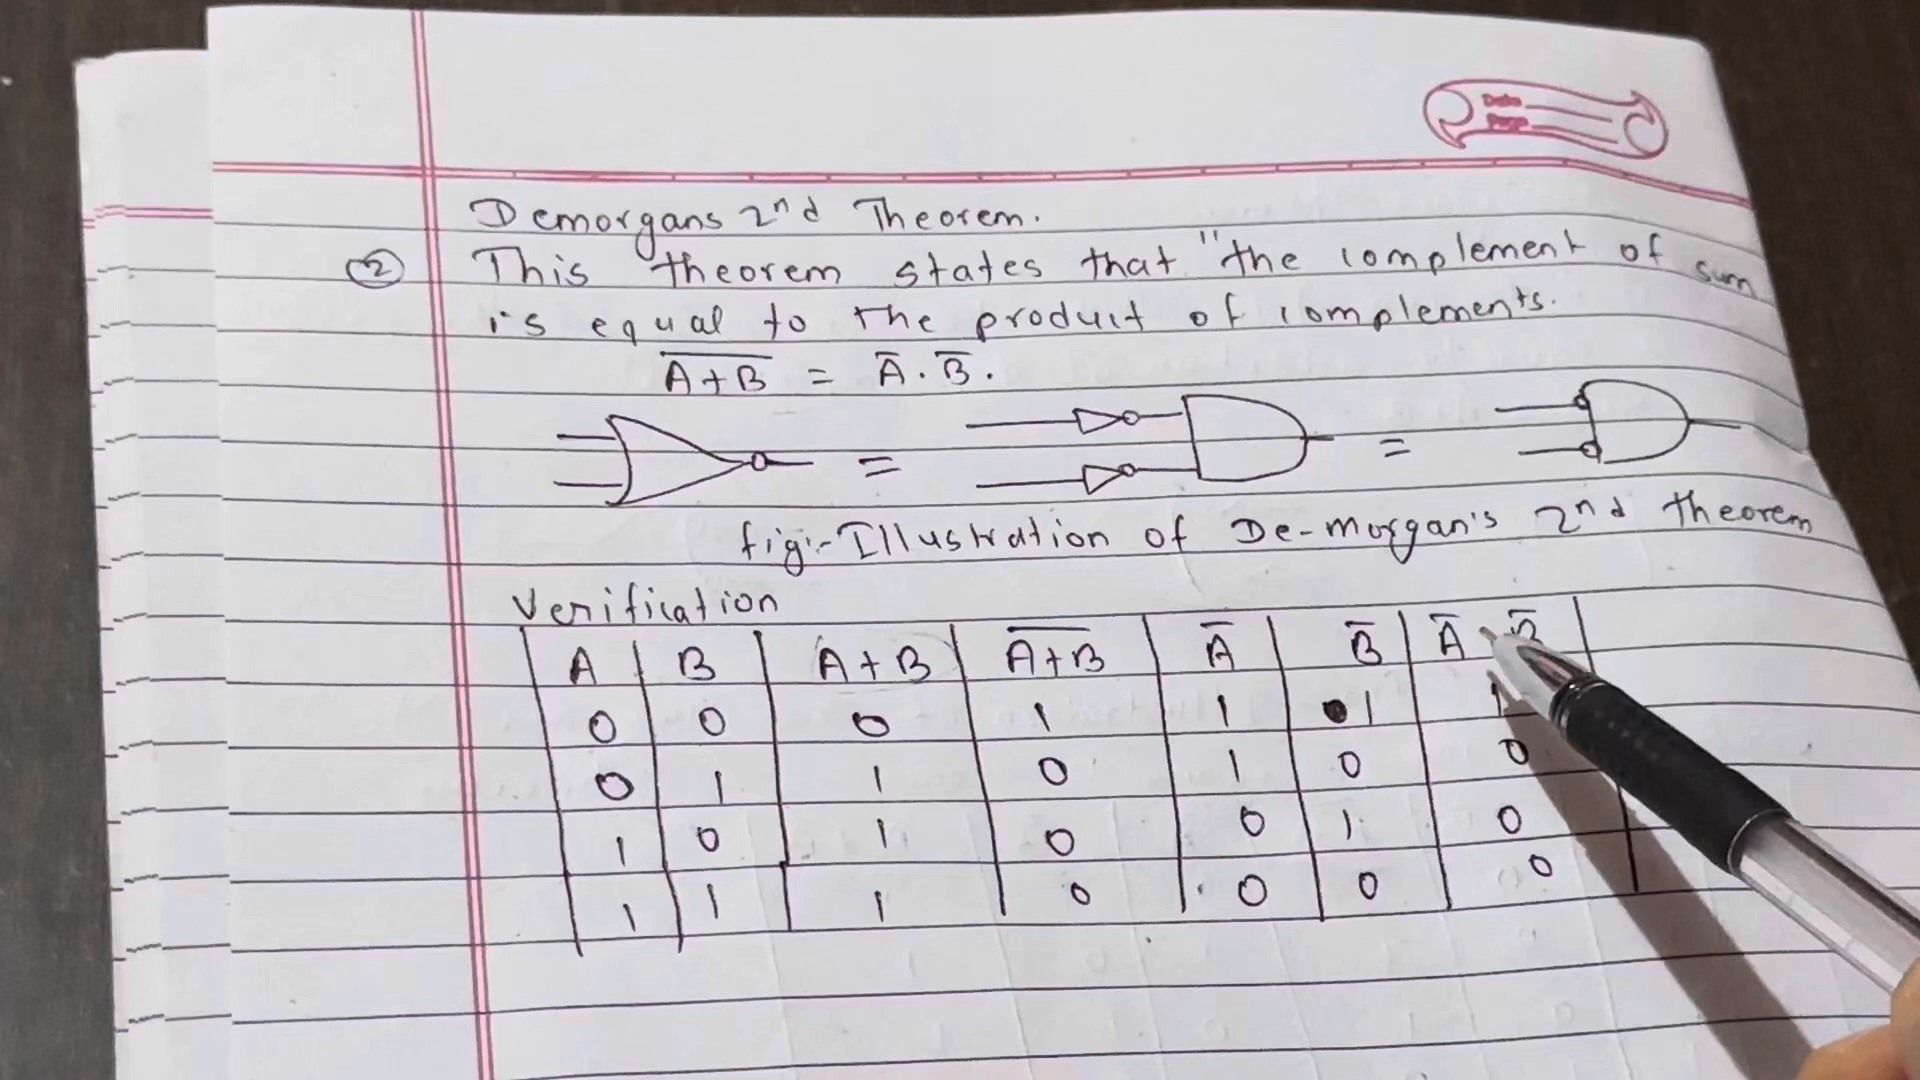 Date
Page
Demorgans 2nd Theorem.
② This theorem states that "the complement of sum
is equal to the product of complements.
A̅+̅B̅ = A̅ . B̅ .
=
=
fig:- Illustration of De-morgan's 2nd theorem
Verification
A B A+B A̅+̅B̅ A̅ B̅ A̅ B̅
0 0 0 1 1 1 1
0 1 1 0 1 0 0
1 0 1 0 0 1 0
1 1 1 0 0 0 0